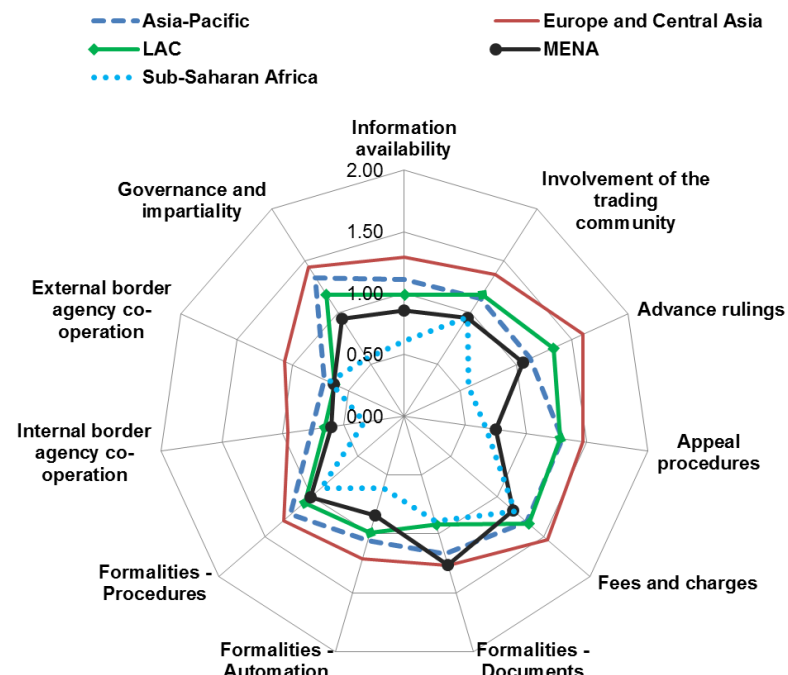 Asia-Pacific
Europe and Central Asia
LAC
MENA
Sub-Saharan Africa
Information
availability
2.00
1.50
1.00
0.50
0.00
Involvement of the
trading
community
Advance rulings
Appeal
procedures
Fees and charges
Formalities -
Documents
Formalities -
Automation
Formalities -
Procedures
Internal border
agency co-
operation
External border
agency co-
operation
Governance and
impartiality